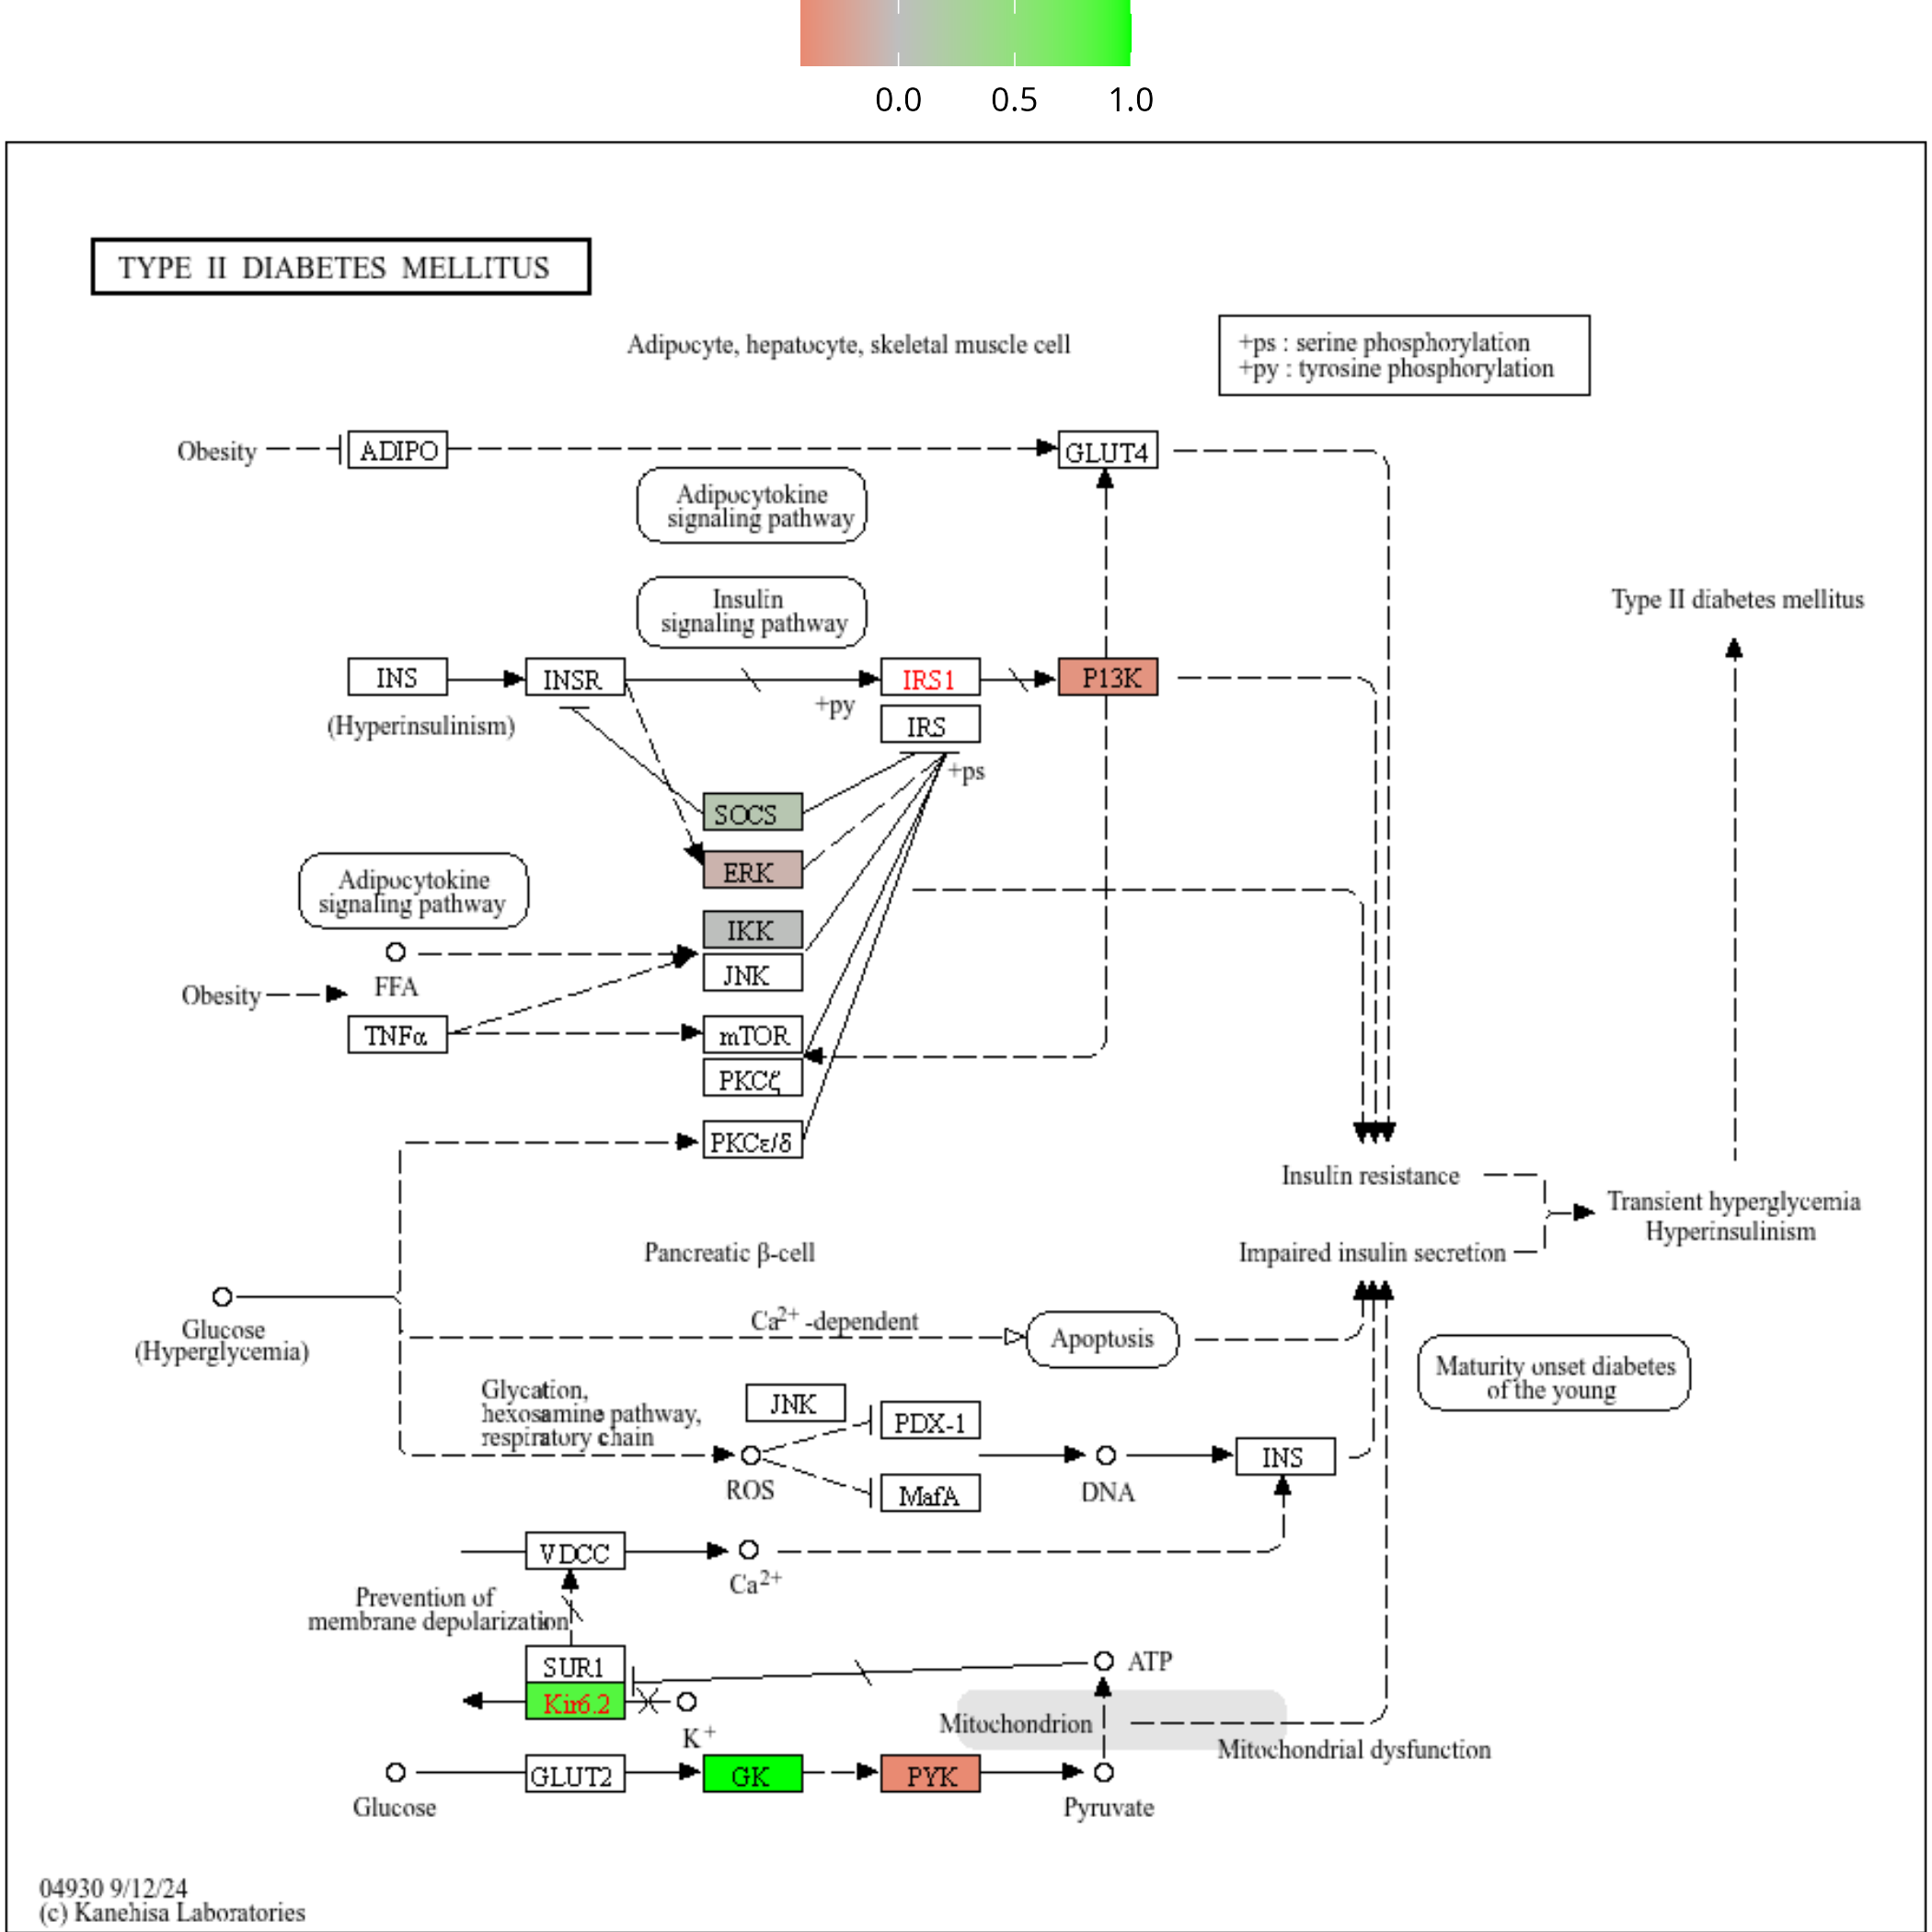 0.0 0.5 1.0
TYPE II DIABETES MELLITUS
Adipocyte, hepatocyte, skeletal muscle cell
+ps : serine phosphorylation
+py : tyrosine phosphorylation
Obesity
ADIPO
GLUT4
Adipocytokine
signaling pathway
Insulin
signaling pathway
Type II diabetes mellitus
INS
INSR
IRS1
P13K
+py
(Hyperinsulinism)
IRS
+ps
SOCS
ERK
Adipocytokine
signaling pathway
IKK
JNK
FFA
Obesity
TNFα
mTOR
PKCζ
PKCε/δ
Insulin resistance
Transient hyperglycemia
Hyperinsulinism
Pancreatic β-cell
Impaired insulin secretion
Glucose
(Hyperglycemia)
Ca2+ -dependent
Apoptosis
Maturity onset diabetes
of the young
Glycation,
hexosamine pathway,
respiratory chain
JNK
PDX-1
ROS
MafA
DNA
INS
VDCC
Ca2+
Prevention of
membrane depolarization
SUR1
Kir6.2
K+
ATP
Mitochondrion
Mitochondrial dysfunction
Glucose
GLUT2
GK
PYK
Pyruvate
04930 9/12/24
(c) Kanehisa Laboratories